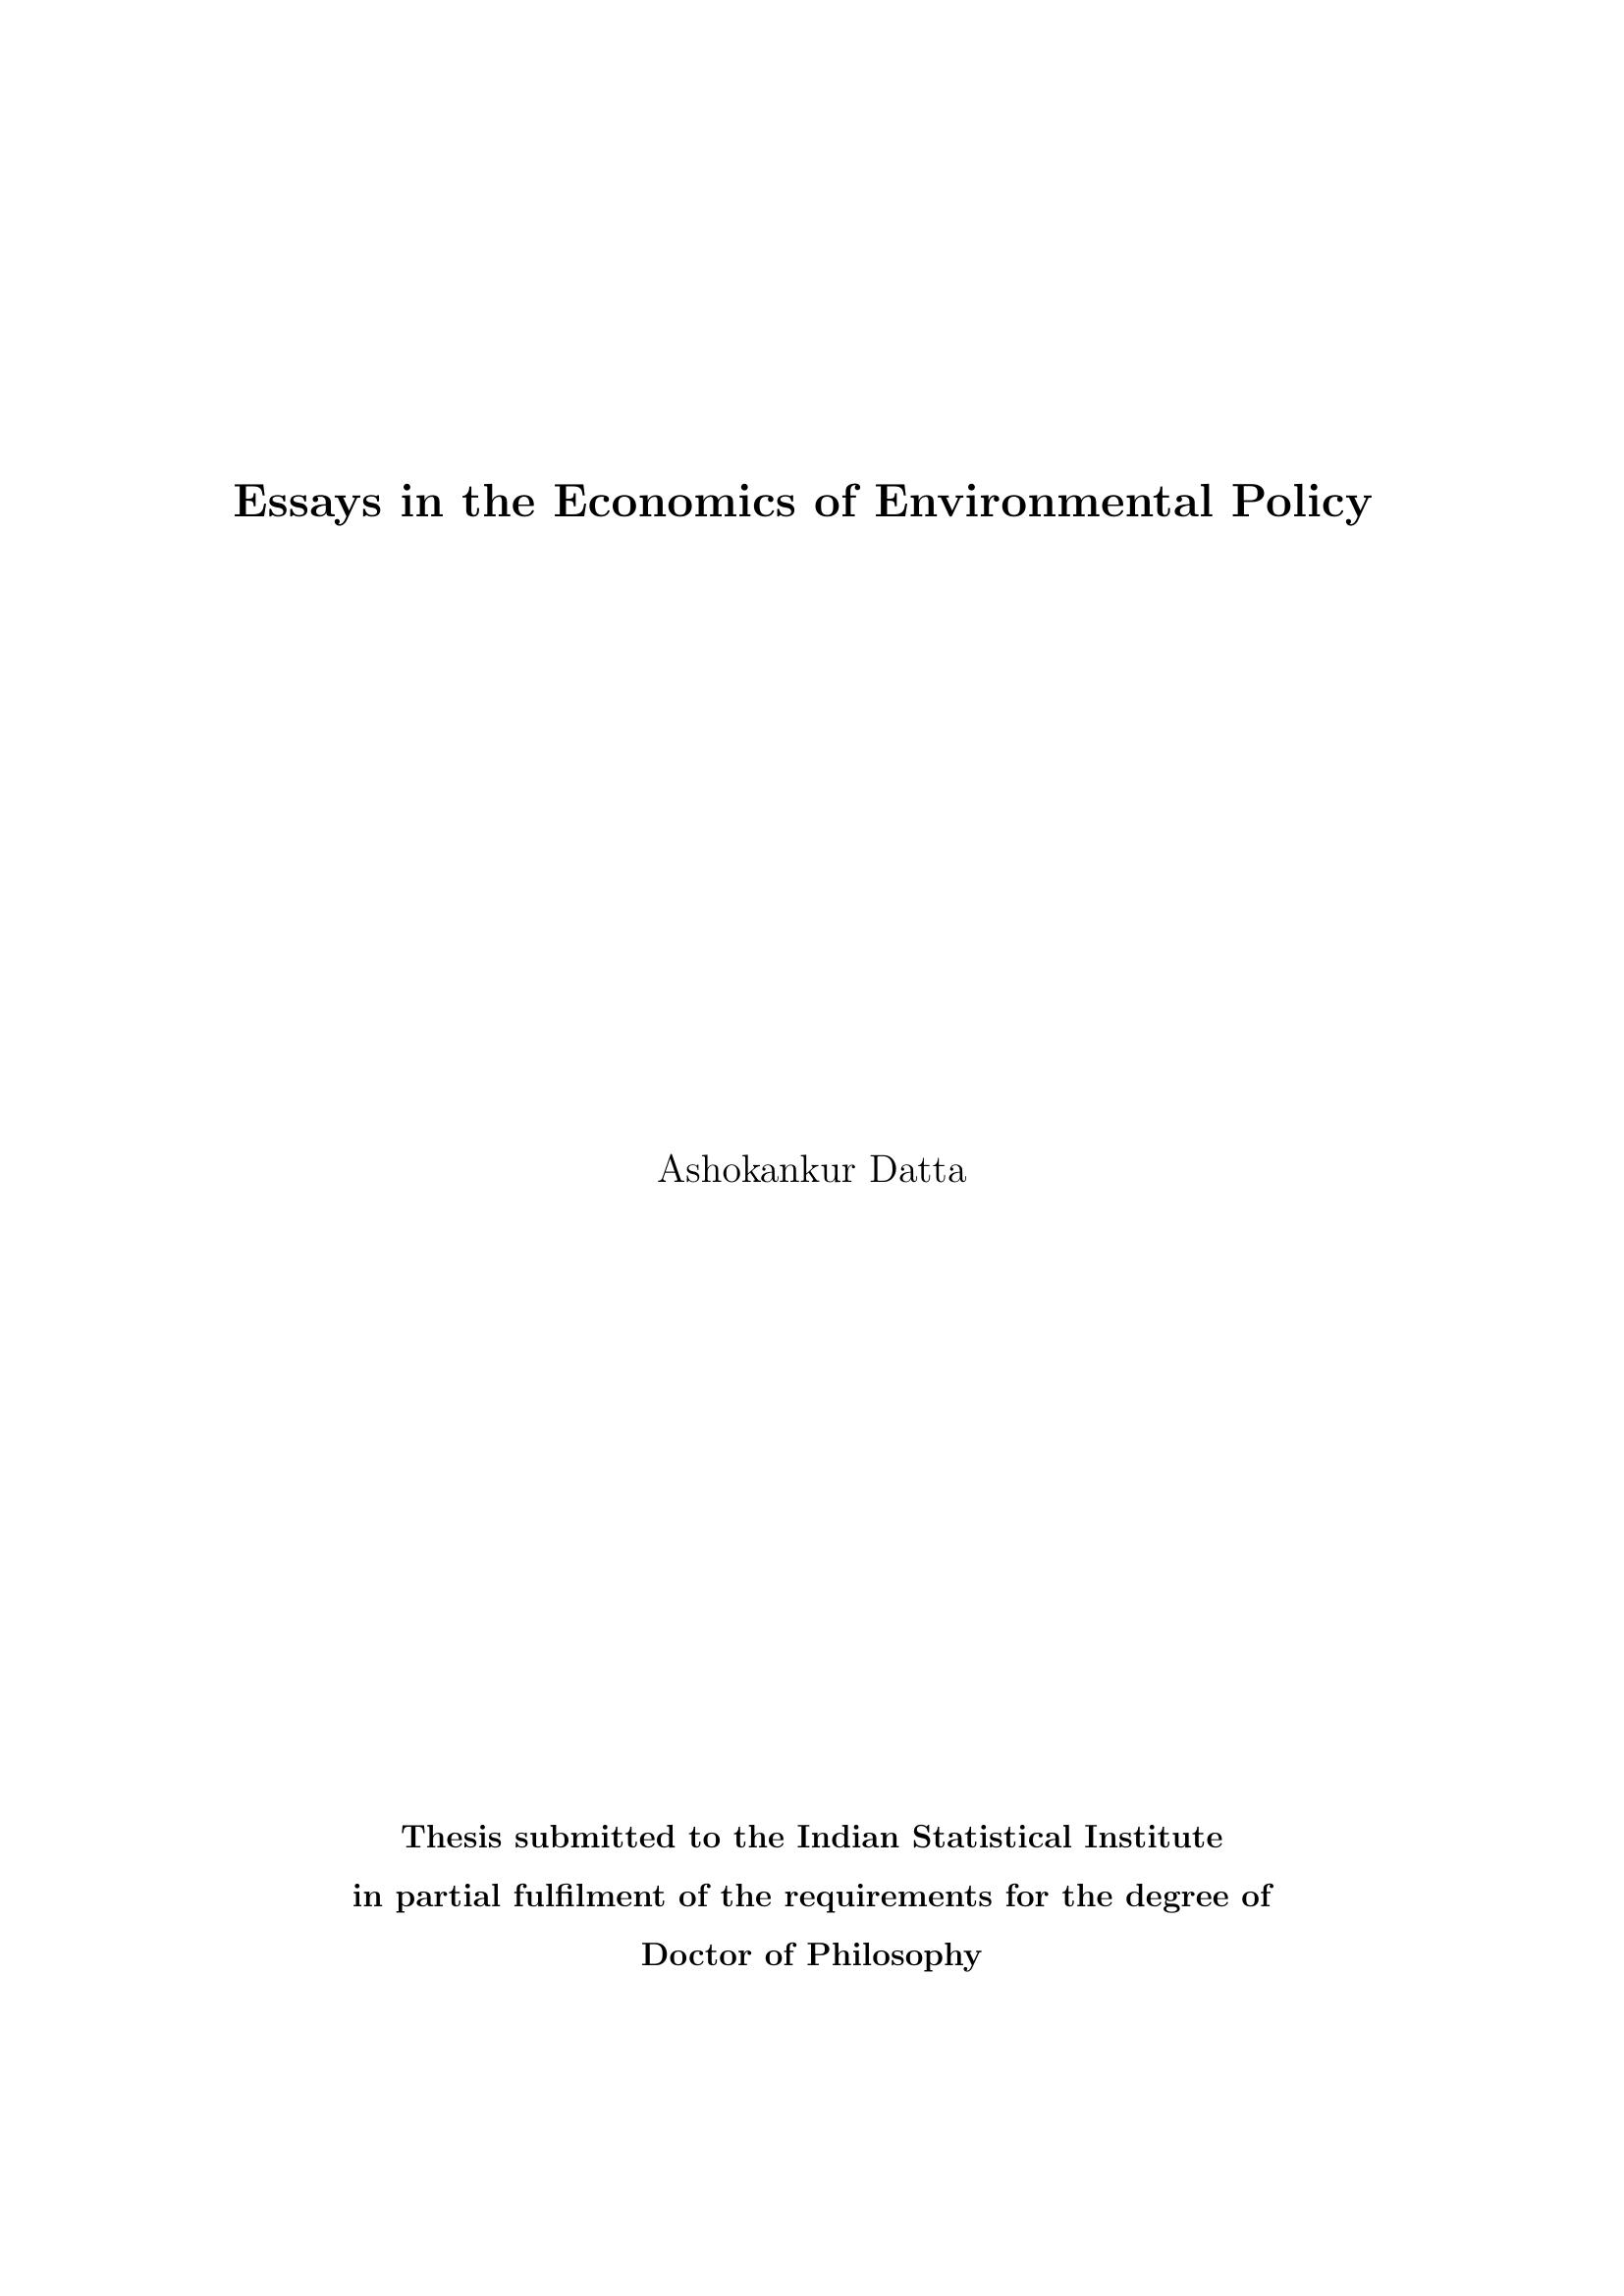 Essays in the Economics of Environmental Policy
Ashokankur Datta
Thesis submitted to the Indian Statistical Institute
in partial fulfilment of the requirements for the degree of
Doctor of Philosophy